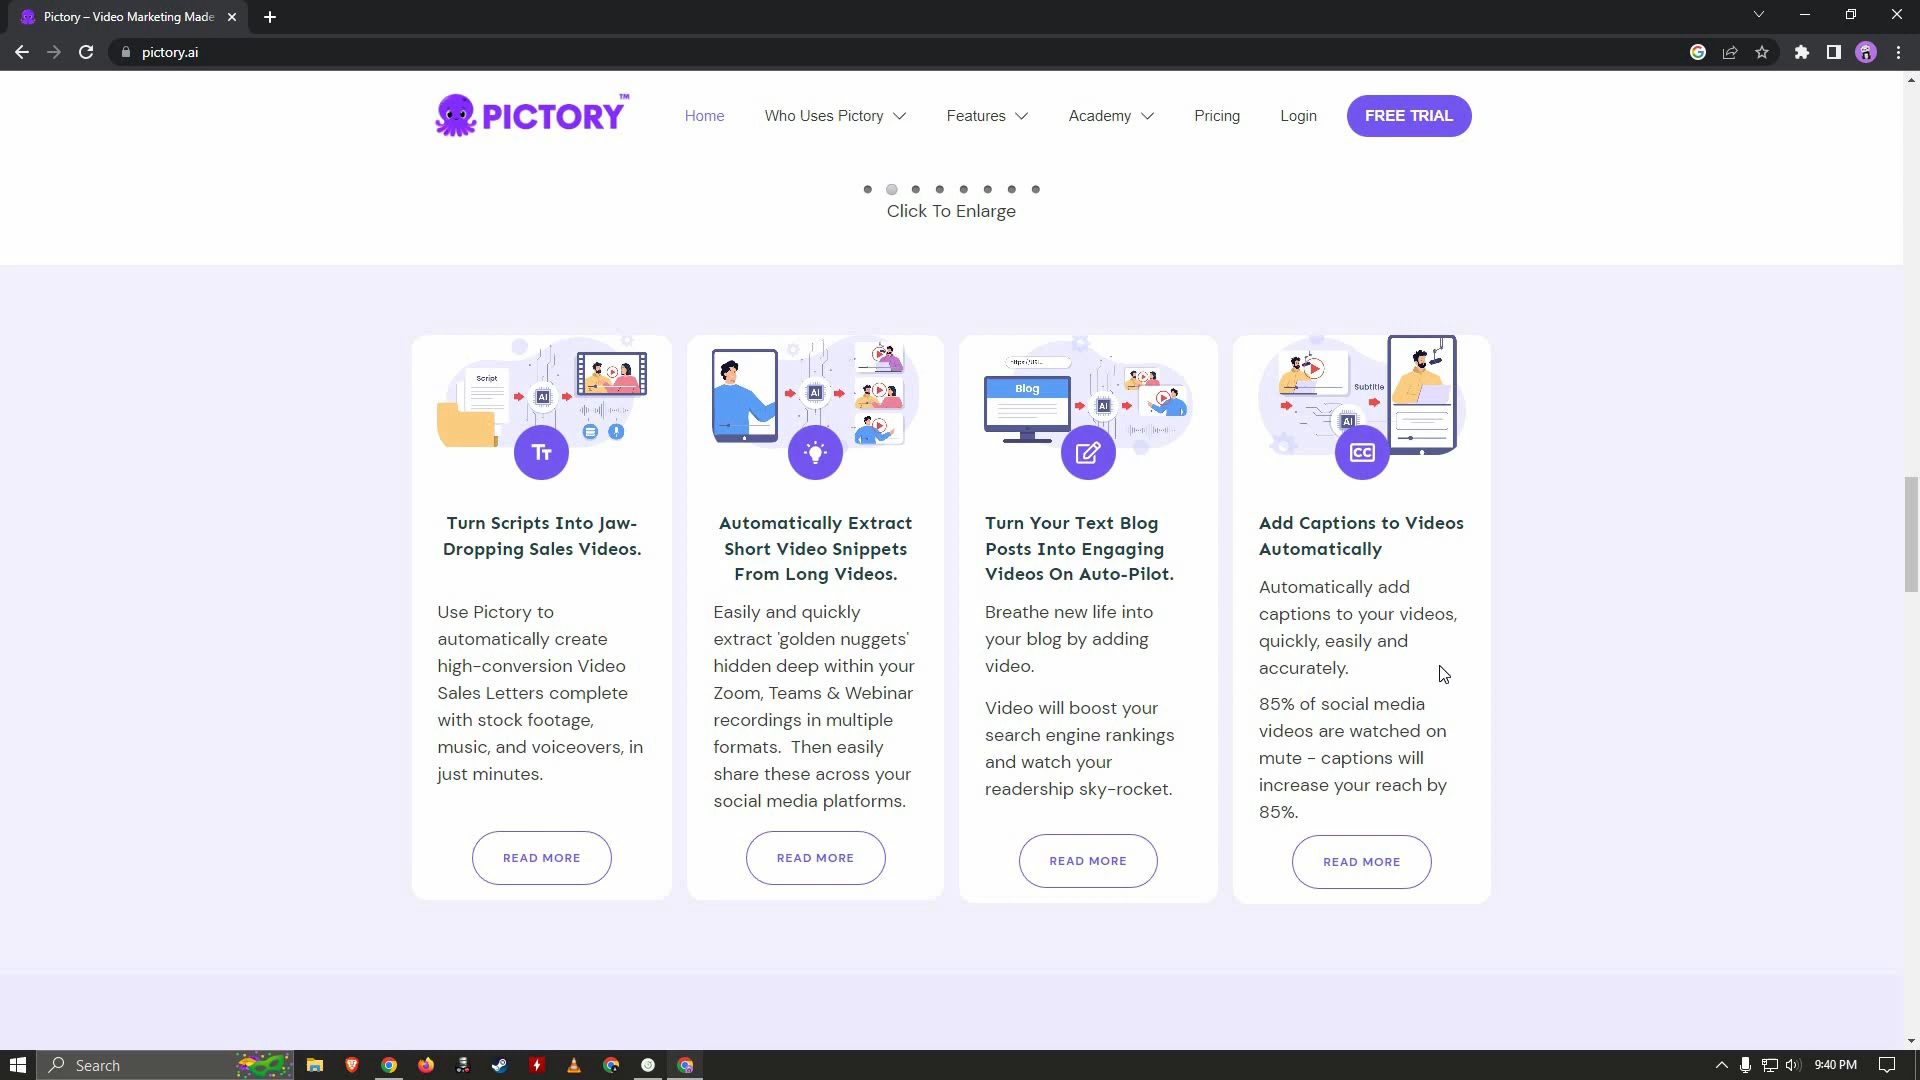 Pictory – Video Marketing Made
pictory.ai
PICTORY™
Home
Who Uses Pictory
Features
Academy
Pricing
Login
FREE TRIAL
Click To Enlarge
Script
AI
Tt
Turn Scripts Into Jaw-
Dropping Sales Videos.
Use Pictory to
automatically create
high-conversion Video
Sales Letters complete
with stock footage,
music, and voiceovers, in
just minutes.
READ MORE
AI
Automatically Extract
Short Video Snippets
From Long Videos.
Easily and quickly
extract 'golden nuggets'
hidden deep within your
Zoom, Teams & Webinar
recordings in multiple
formats. Then easily
share these across your
social media platforms.
READ MORE
Blog
AI
Turn Your Text Blog
Posts Into Engaging
Videos On Auto-Pilot.
Breathe new life into
your blog by adding
video.
Video will boost your
search engine rankings
and watch your
readership sky-rocket.
READ MORE
Subtitle
AI
CC
Add Captions to Videos
Automatically
Automatically add
captions to your videos,
quickly, easily and
accurately.
85% of social media
videos are watched on
mute - captions will
increase your reach by
85%.
READ MORE
Search
9:40 PM